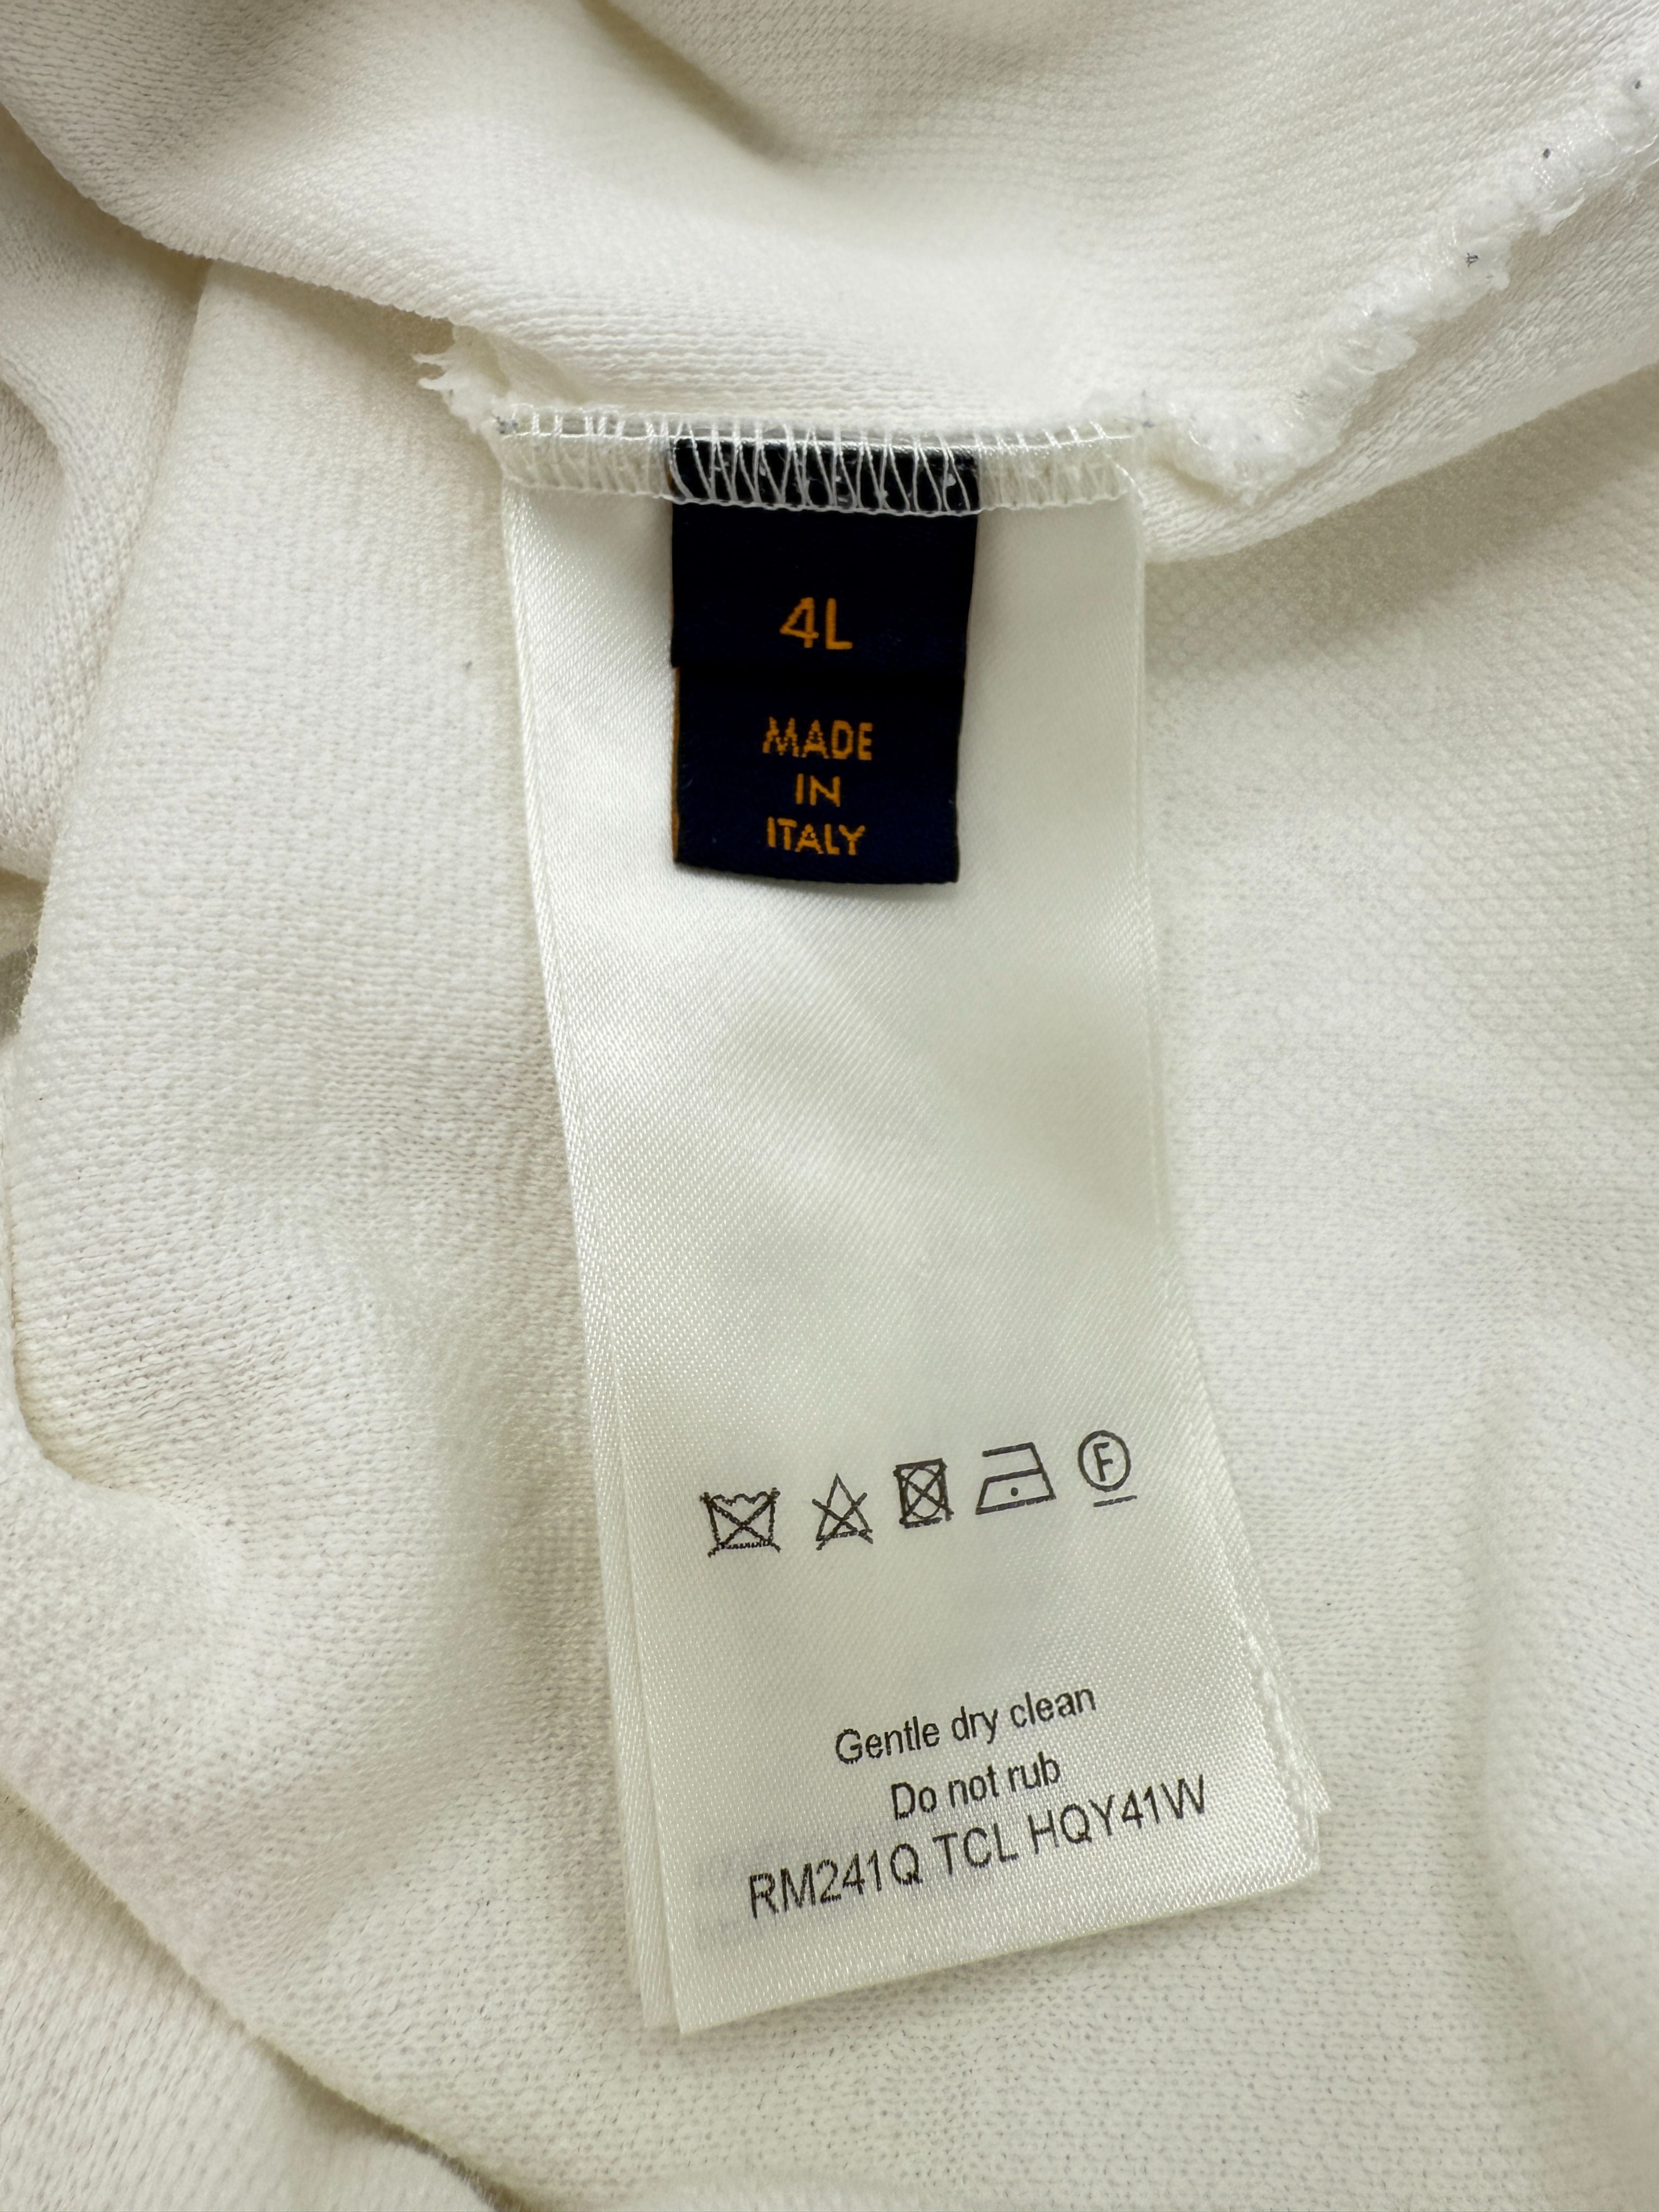 4L
MADE
IN
ITALY
F
Gentle dry clean
Do not rub
RM241Q TCL HQY41W